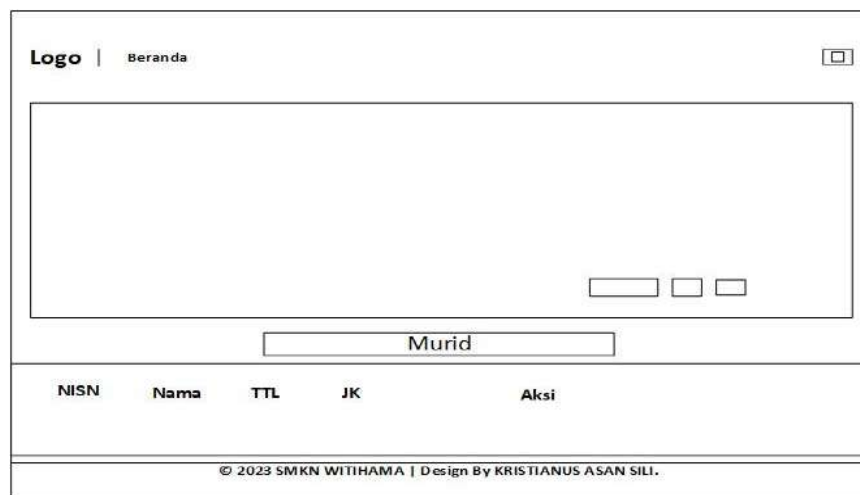 Logo | Beranda
Murid
NISN Nama TTL JK Aksi
© 2023 SMKN WITIHAMA | Design By KRISTIANUS ASAN SILI.